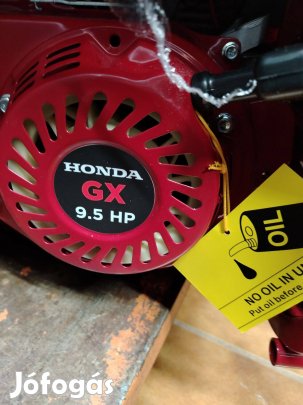 HONDA
GX
9.5 HP
OIL
NO OIL IN
Put oil before
Jófogás